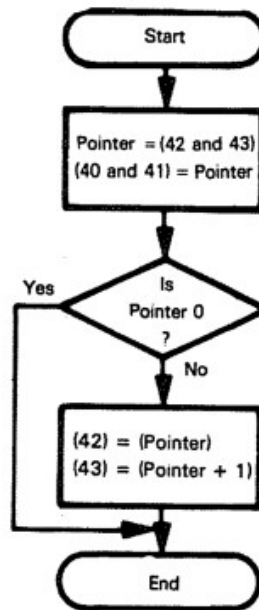 Start
Pointer = (42 and 43)
(40 and 41) = Pointer
Is
Pointer 0
?
Yes
No
(42) = (Pointer)
(43) = (Pointer + 1)
End